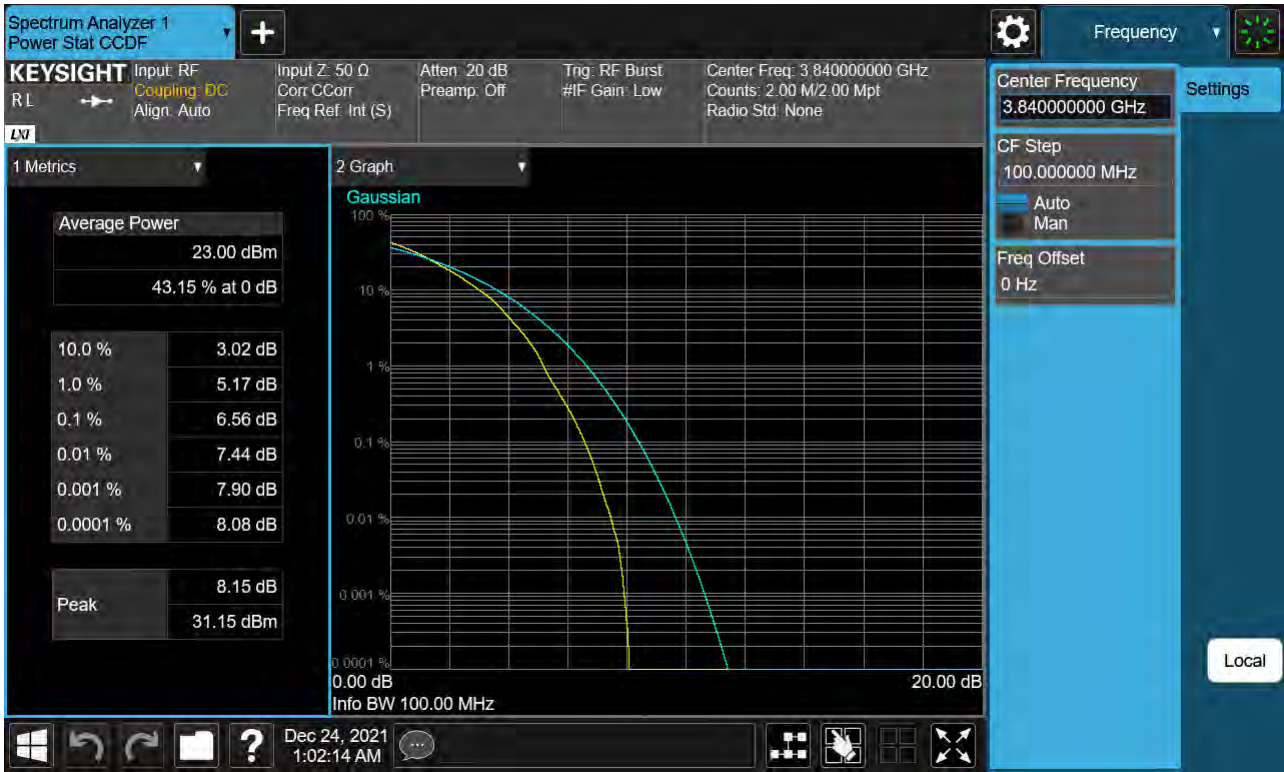 Spectrum Analyzer 1
Power Stat CCDF
+
Frequency
KEYSIGHT
RL
LXI
Input: RF
Coupling: DC
Align: Auto
Input Z: 50 Ω
Corr CCorr
Freq Ref: Int (S)
Atten: 20 dB
Preamp: Off
Trig: RF Burst
#IF Gain: Low
Center Freq: 3.840000000 GHz
Counts: 2.00 M/2.00 Mpt
Radio Std: None
Center Frequency
3.840000000 GHz
Settings
CF Step
100.000000 MHz
Auto
Man
Freq Offset
0 Hz
1 Metrics
Average Power
23.00 dBm
43.15 % at 0 dB
10.0 % 3.02 dB
1.0 % 5.17 dB
0.1 % 6.56 dB
0.01 % 7.44 dB
0.001 % 7.90 dB
0.0001 % 8.08 dB
Peak
8.15 dB
31.15 dBm
2 Graph
Gaussian
100 %
10 %
1 %
0.1 %
0.01 %
0.001 %
0.0001 %
0.00 dB 20.00 dB
Info BW 100.00 MHz
Local
?
Dec 24, 2021
1:02:14 AM